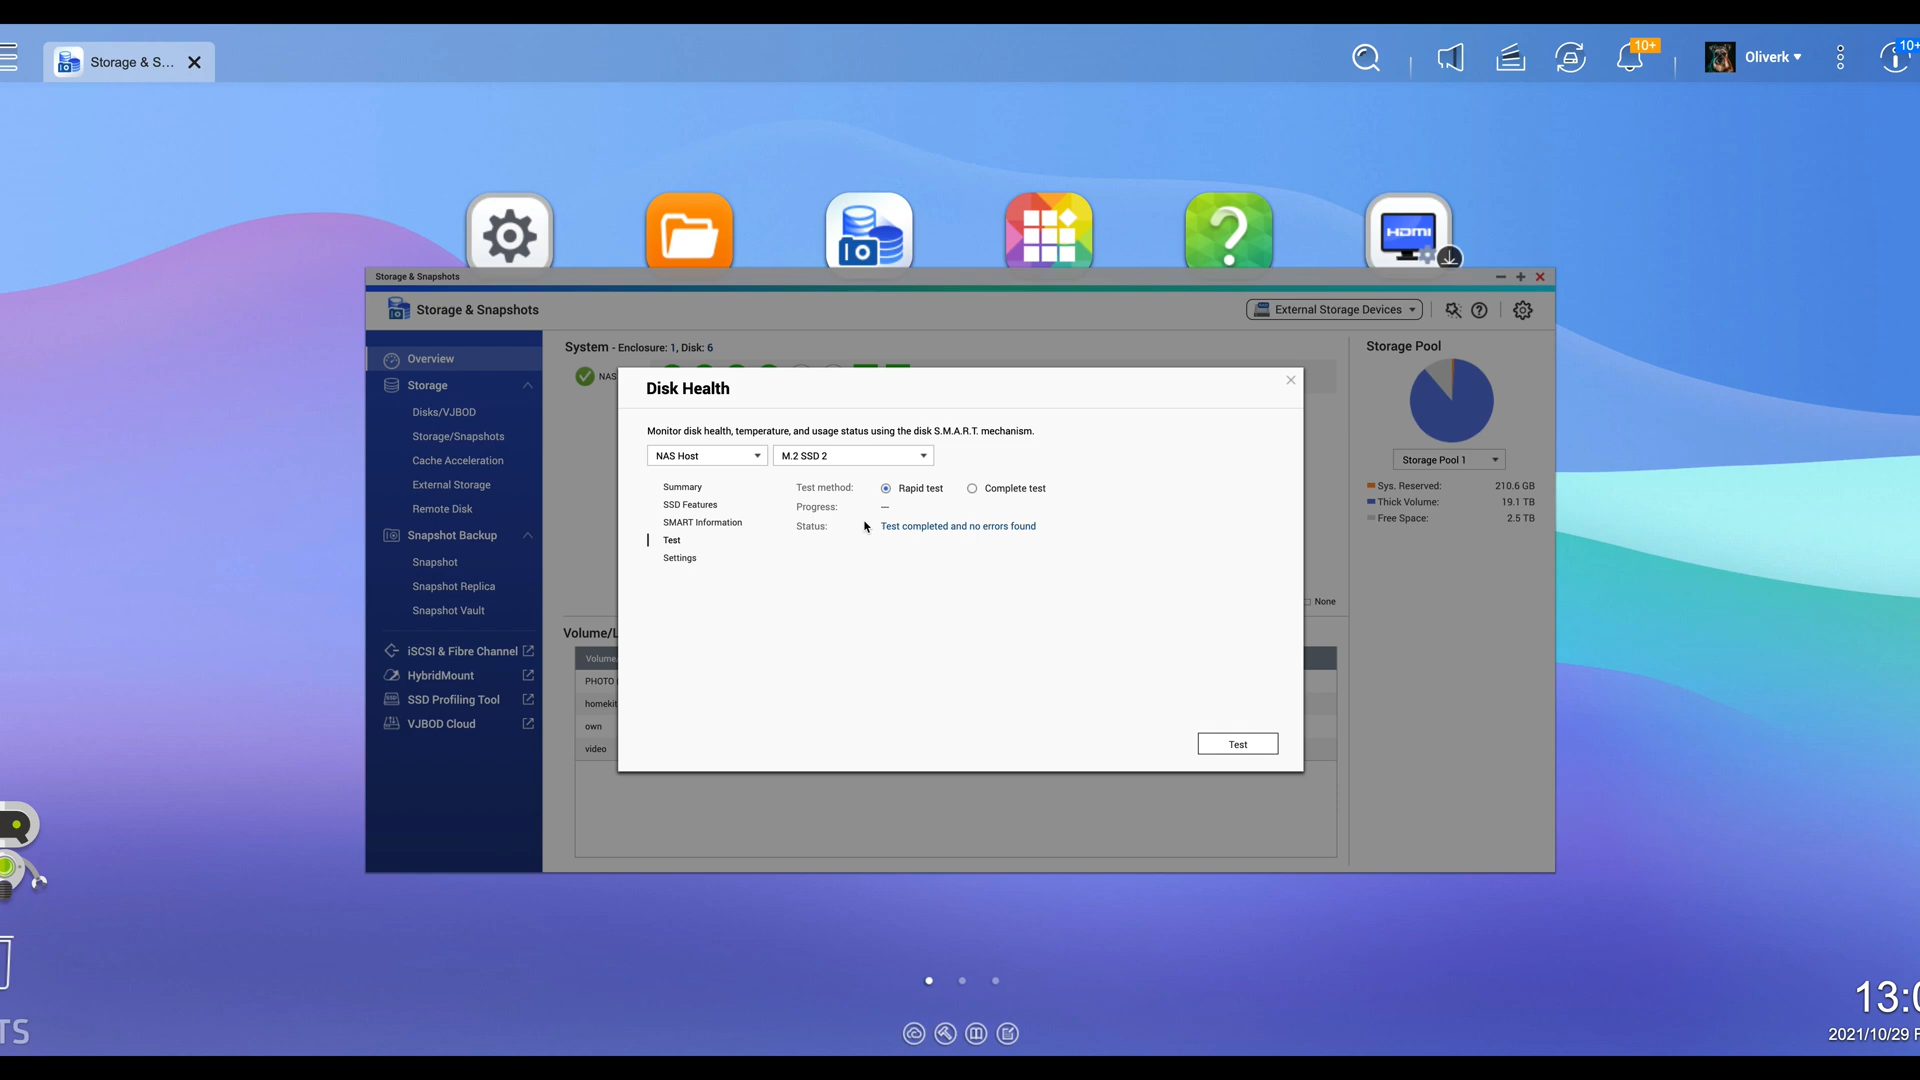 Storage & S...
10+
Oliverk
10+
HDMI
Storage & Snapshots
Storage & Snapshots
External Storage Devices
Overview
Storage
Disks/VJBOD
Storage/Snapshots
Cache Acceleration
External Storage
Remote Disk
Snapshot Backup
Snapshot
Snapshot Replica
Snapshot Vault
iSCSI & Fibre Channel
HybridMount
SSD Profiling Tool
VJBOD Cloud
System - Enclosure: 1, Disk: 6
NAS
Disk Health
Monitor disk health, temperature, and usage status using the disk S.M.A.R.T. mechanism.
NAS Host
M.2 SSD 2
Summary
SSD Features
SMART Information
Test
Settings
Test method:
Rapid test
Complete test
Progress:
—
Status:
Test completed and no errors found
Test
None
Volume/L
Volume
PHOTO
homekit
own
video
Storage Pool
Storage Pool 1
Sys. Reserved: 210.6 GB
Thick Volume: 19.1 TB
Free Space: 2.5 TB
TS
13:0
2021/10/29 F